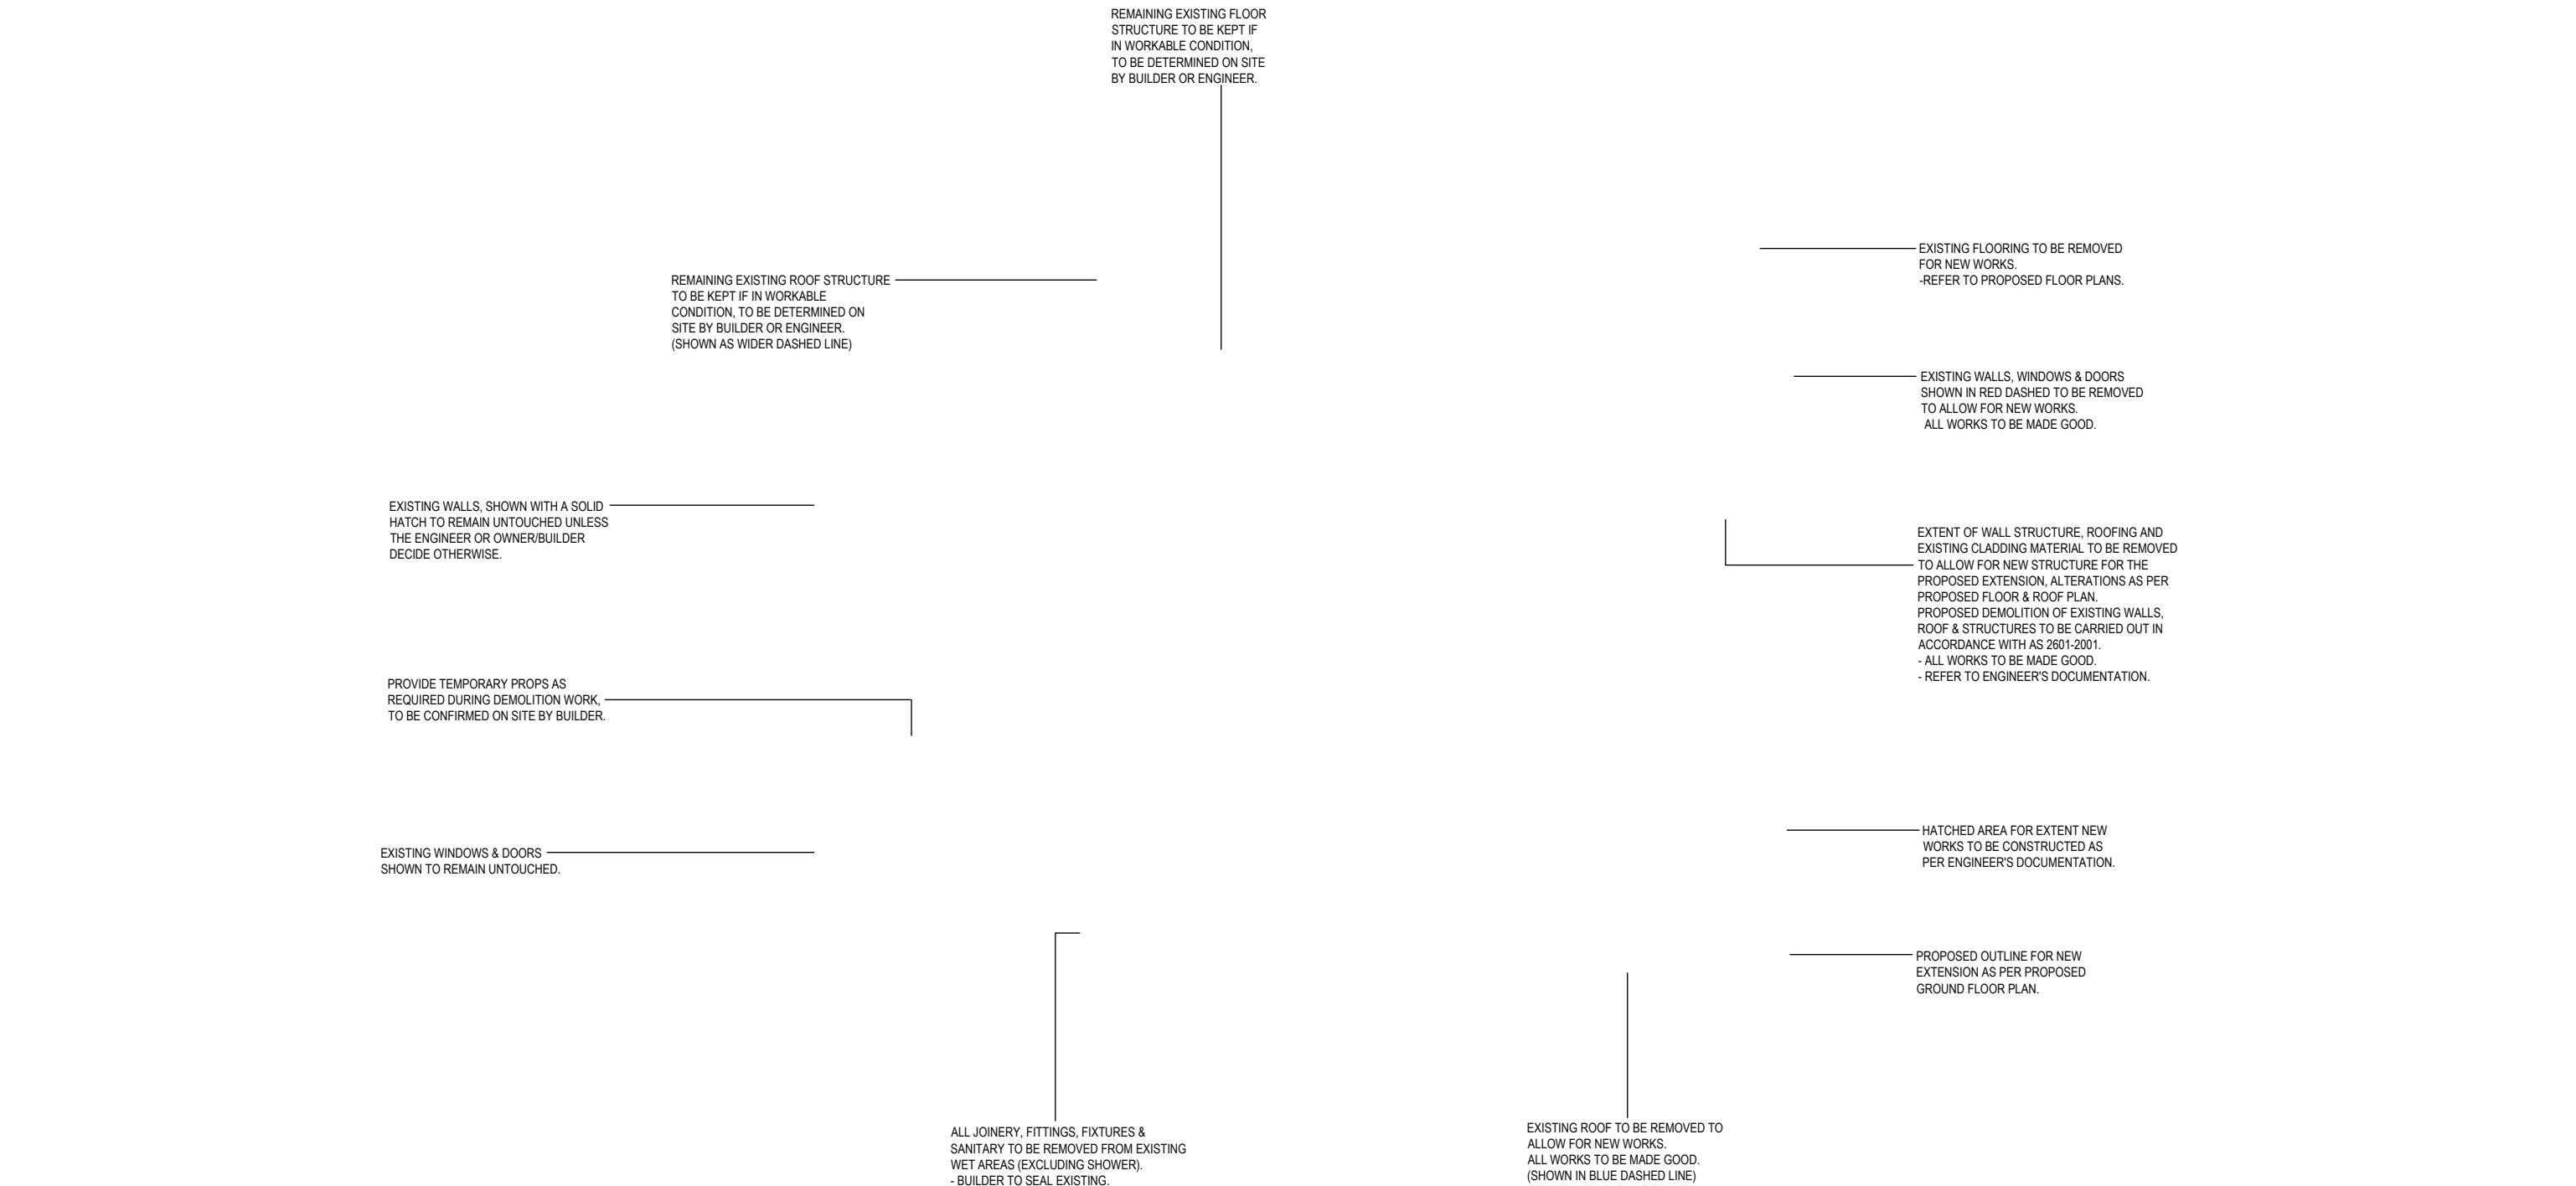 REMAINING EXISTING FLOOR
STRUCTURE TO BE KEPT IF
IN WORKABLE CONDITION,
TO BE DETERMINED ON SITE
BY BUILDER OR ENGINEER.
REMAINING EXISTING ROOF STRUCTURE
TO BE KEPT IF IN WORKABLE
CONDITION, TO BE DETERMINED ON
SITE BY BUILDER OR ENGINEER.
(SHOWN AS WIDER DASHED LINE)
EXISTING WALLS, SHOWN WITH A SOLID
HATCH TO REMAIN UNTOUCHED UNLESS
THE ENGINEER OR OWNER/BUILDER
DECIDE OTHERWISE.
PROVIDE TEMPORARY PROPS AS
REQUIRED DURING DEMOLITION WORK,
TO BE CONFIRMED ON SITE BY BUILDER.
EXISTING WINDOWS & DOORS
SHOWN TO REMAIN UNTOUCHED.
ALL JOINERY, FITTINGS, FIXTURES &
SANITARY TO BE REMOVED FROM EXISTING
WET AREAS (EXCLUDING SHOWER).
- BUILDER TO SEAL EXISTING.
EXISTING FLOORING TO BE REMOVED
FOR NEW WORKS.
-REFER TO PROPOSED FLOOR PLANS.
EXISTING WALLS, WINDOWS & DOORS
SHOWN IN RED DASHED TO BE REMOVED
TO ALLOW FOR NEW WORKS.
ALL WORKS TO BE MADE GOOD.
EXTENT OF WALL STRUCTURE, ROOFING AND
EXISTING CLADDING MATERIAL TO BE REMOVED
TO ALLOW FOR NEW STRUCTURE FOR THE
PROPOSED EXTENSION, ALTERATIONS AS PER
PROPOSED FLOOR & ROOF PLAN.
PROPOSED DEMOLITION OF EXISTING WALLS,
ROOF & STRUCTURES TO BE CARRIED OUT IN
ACCORDANCE WITH AS 2601-2001.
- ALL WORKS TO BE MADE GOOD.
- REFER TO ENGINEER'S DOCUMENTATION.
HATCHED AREA FOR EXTENT NEW
WORKS TO BE CONSTRUCTED AS
PER ENGINEER'S DOCUMENTATION.
PROPOSED OUTLINE FOR NEW
EXTENSION AS PER PROPOSED
GROUND FLOOR PLAN.
EXISTING ROOF TO BE REMOVED TO
ALLOW FOR NEW WORKS.
ALL WORKS TO BE MADE GOOD.
(SHOWN IN BLUE DASHED LINE)